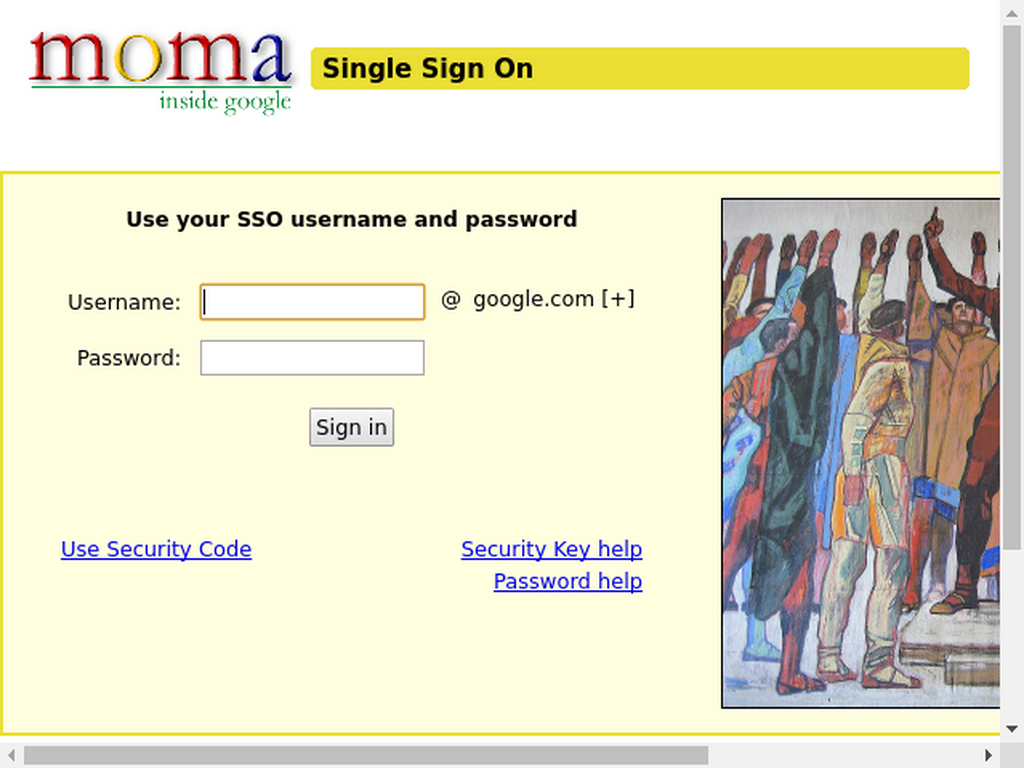 moma
inside google
Single Sign On
Use your SSO username and password
Username: @ google.com [+]
Password:
Sign in
Use Security Code Security Key help
Password help